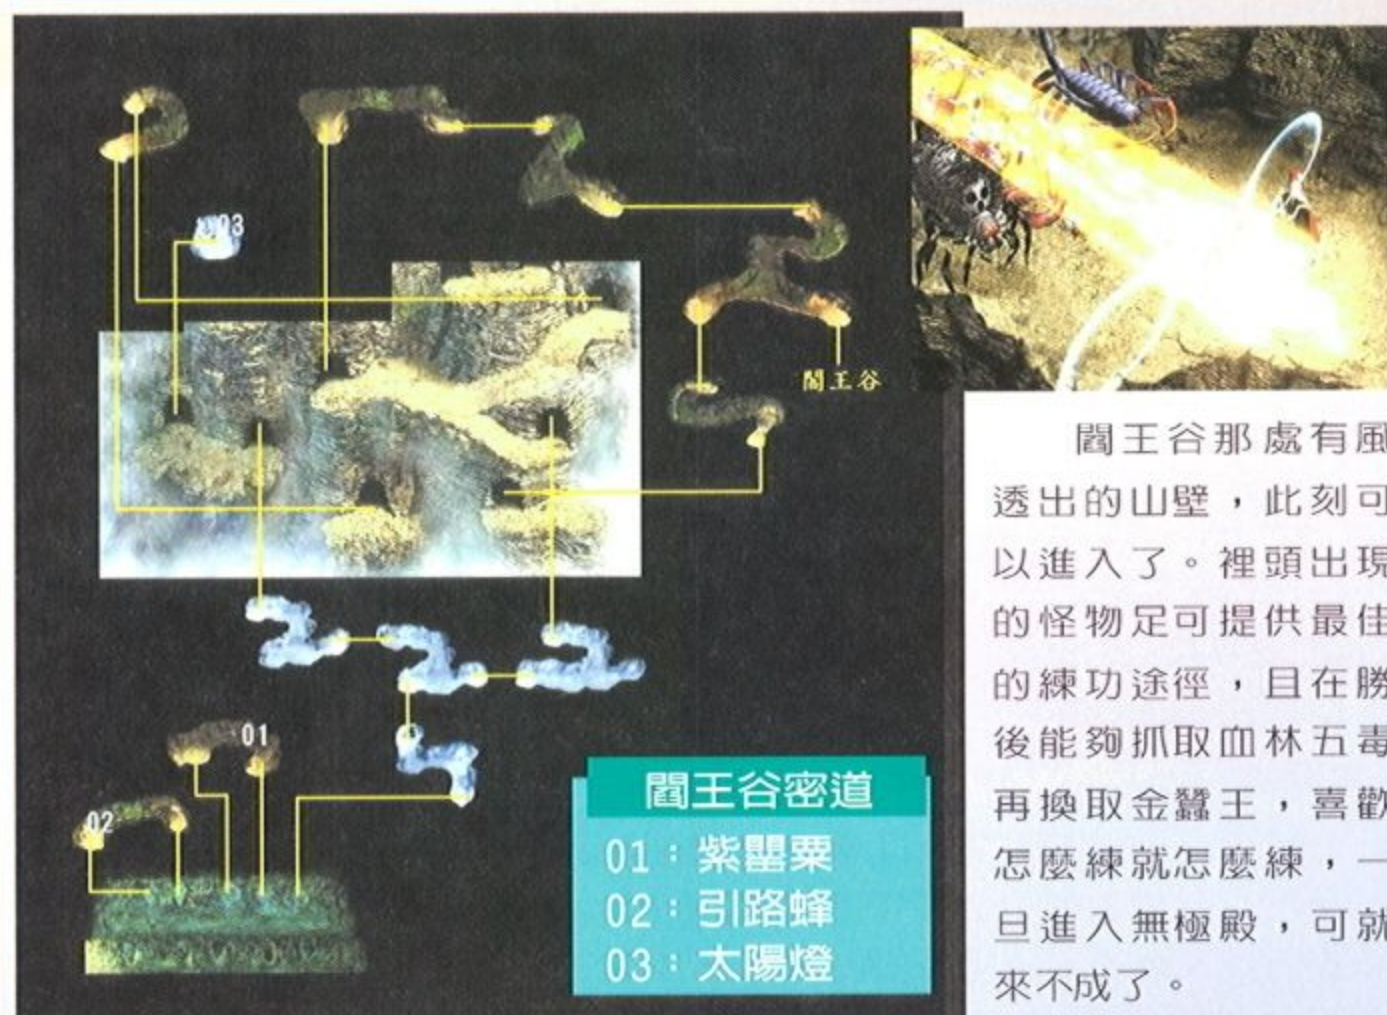 03
閻王谷
01
02
閻王谷密道
01：紫罌粟
02：引路蜂
03：太陽燈
閻王谷那處有風
透出的山壁，此刻可
以進入了。裡頭出現
的怪物足可提供最佳
的練功途徑，且在勝
後能夠抓取血林五毒
再換取金蠶王，喜歡
怎麼練就怎麼練，一
旦進入無極殿，可就
來不成了。